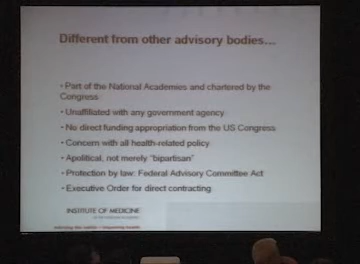 Different from other advisory bodies...
• Part of the National Academies and chartered by the
Congress
• Unaffiliated with any government agency
• No direct funding appropriation from the US Congress
• Concern with all health-related policy
• Apolitical, not merely "bipartisan"
• Protection by law: Federal Advisory Committee Act
• Executive Order for direct contracting
INSTITUTE OF MEDICINE